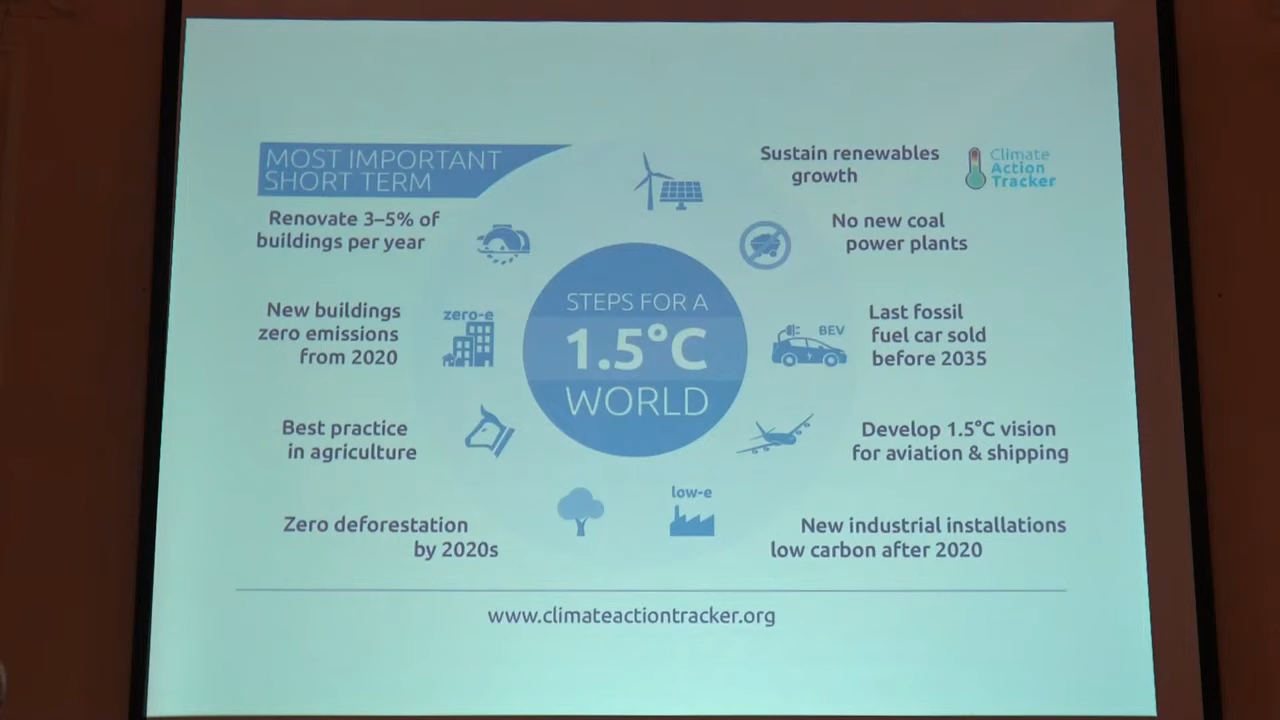 MOST IMPORTANT
SHORT TERM
Sustain renewables
growth
Climate
Action
Tracker
Renovate 3–5% of
buildings per year
No new coal
power plants
New buildings
zero emissions
from 2020
zero-e
STEPS FOR A
1.5°C
WORLD
BEV
Last fossil
fuel car sold
before 2035
Best practice
in agriculture
Develop 1.5°C vision
for aviation & shipping
Zero deforestation
by 2020s
low-e
New industrial installations
low carbon after 2020
www.climateactiontracker.org